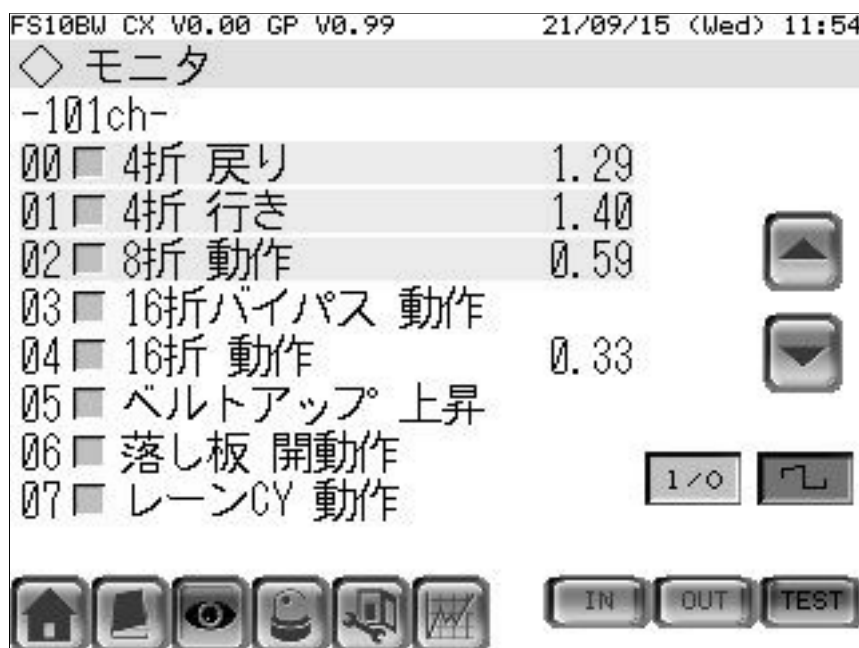 FS10BW CX V0.00 GP V0.99 21/09/15 (Wed) 11:54
◇ モニタ
-101ch-
00 4折 戻り 1.29
01 4折 行き 1.40
02 8折 動作 0.59
03 16折バイパス 動作
04 16折 動作 0.33
05 ベルトアップ 上昇
06 落し板 開動作
07 レーンCY 動作
1/0
IN OUT TEST